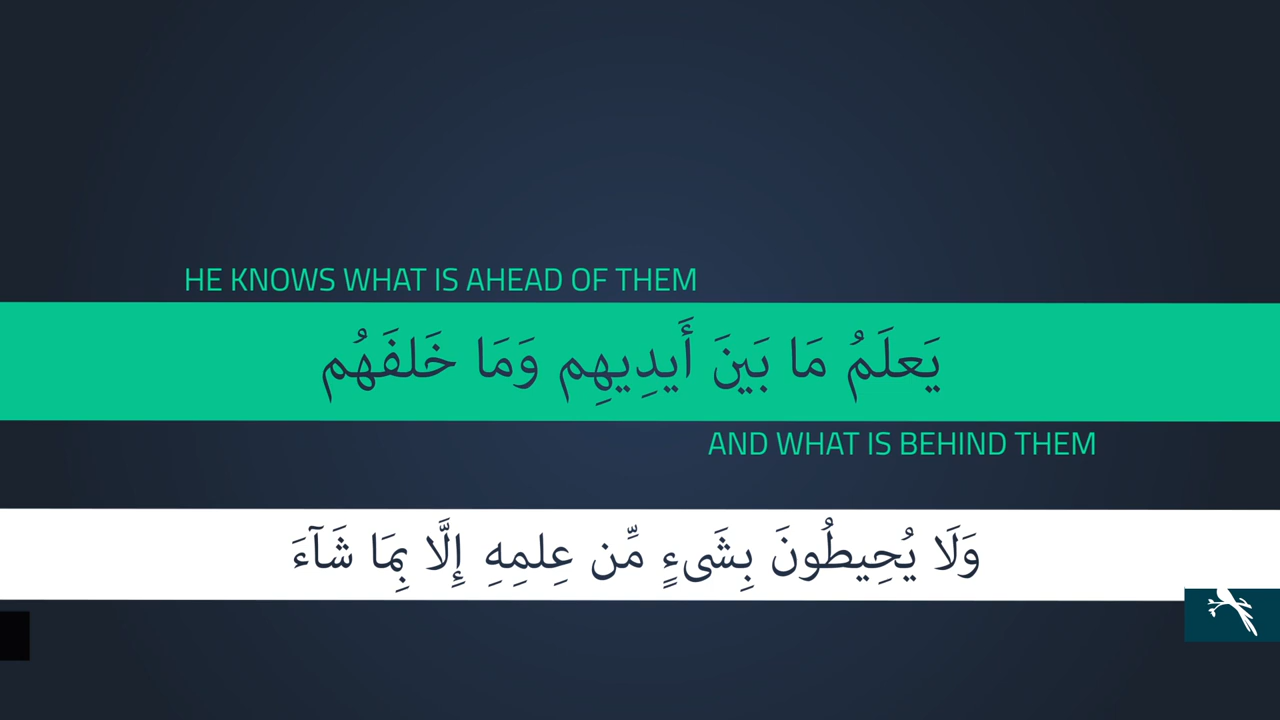 HE KNOWS WHAT IS AHEAD OF THEM
يَعلَمُ مَا بَينَ أَيدِيهِم وَمَا خَلفَهُم
AND WHAT IS BEHIND THEM
وَلَا يُحِيطُونَ بِشَىءٍ مِّن عِلمِهِ إِلَّا بِمَا شَآءَ